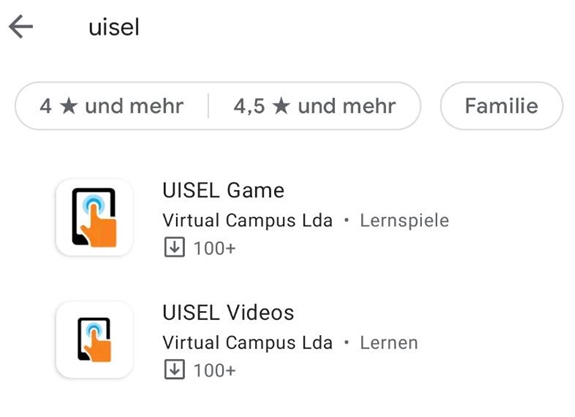 uisel
4 ★ und mehr 4,5 ★ und mehr Familie
UISEL Game
Virtual Campus Lda • Lernspiele
100+
UISEL Videos
Virtual Campus Lda • Lernen
100+